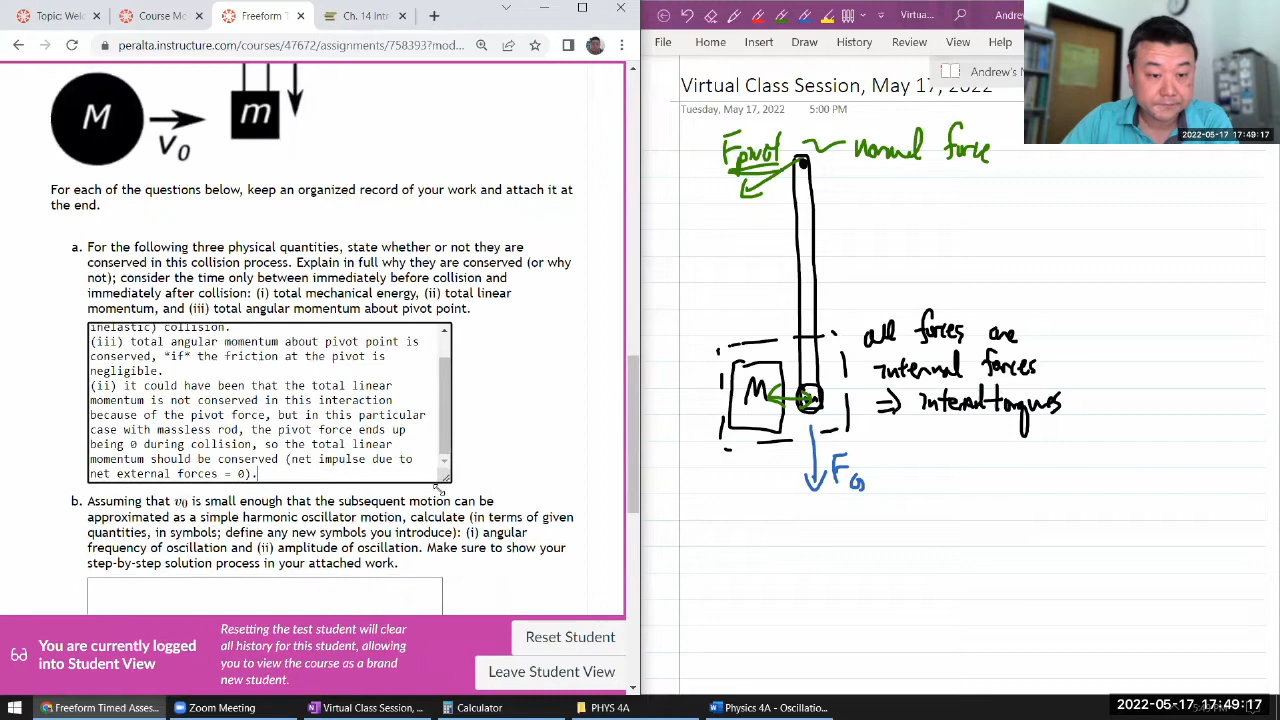 Topic: Welco
Topic: Welco
Freeform T
Ch. 14 Intr
peralta.instructure.com/courses/47672/assignments/758393?mod...
Virtua...
Andre
File
Home
Insert
Draw
History
Review
View
Help
Andrew's N
2022-05-17 17:49:17
M
v0
m
For each of the questions below, keep an organized record of your work and attach it at
the end.
a. For the following three physical quantities, state whether or not they are
conserved in this collision process. Explain in full why they are conserved (or why
not); consider the time only between immediately before collision and
immediately after collision: (i) total mechanical energy, (ii) total linear
momentum, and (iii) total angular momentum about pivot point.
inelastic) collision.
(iii) total angular momentum about pivot point is
conserved, "if" the friction at the pivot is
negligible.
(ii) it could have been that the total linear
momentum is not conserved in this interaction
because of the pivot force, but in this particular
case with massless rod, the pivot force ends up
being 0 during collision, so the total linear
momentum should be conserved (net impulse due to
net external forces = 0).
b. Assuming that v0 is small enough that the subsequent motion can be
approximated as a simple harmonic oscillator motion, calculate (in terms of given
quantities, in symbols; define any new symbols you introduce): (i) angular
frequency of oscillation and (ii) amplitude of oscillation. Make sure to show your
step-by-step solution process in your attached work.
You are currently logged
into Student View
Resetting the test student will clear
all history for this student, allowing
you to view the course as a brand
new student.
Reset Student
Leave Student View
Virtual Class Session, May 17, 2022
Tuesday, May 17, 2022 5:00 PM
Fpivot ~ normal force
all forces are
internal forces
⇒ internal torques
M
FG
Freeform Timed Asses...
Zoom Meeting
Virtual Class Session, ...
Calculator
PHYS 4A
Physics 4A - Oscillatio...
2022-05-17 17:49:17